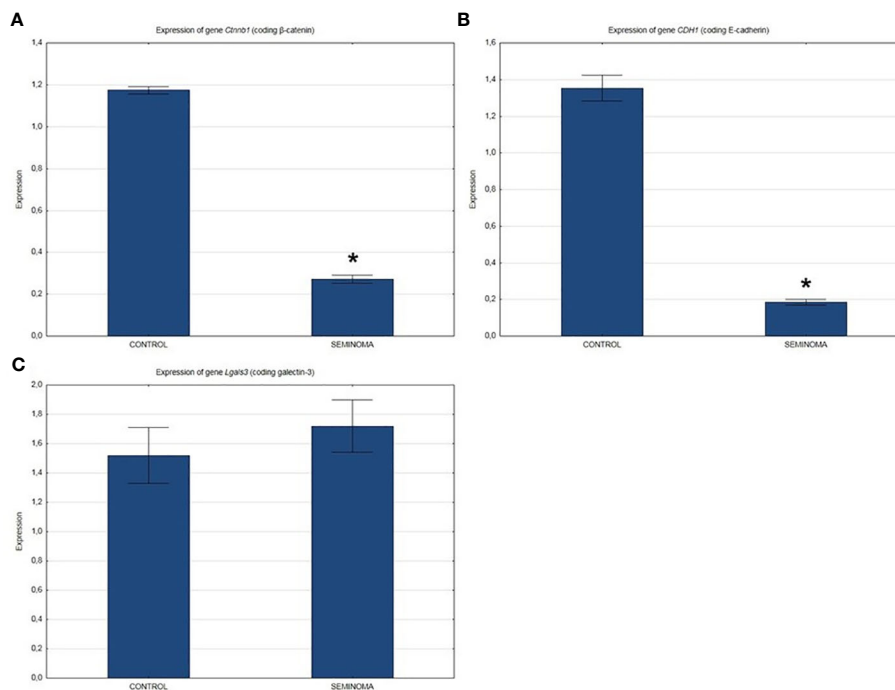 A
Expression of gene Ctnnb1 (coding β-catenin)
1,4
1,2
1,0
0,8
0,6
0,4
0,2
0,0
Expression
*
CONTROL
SEMINOMA
B
Expression of gene CDH1 (coding E-cadherin)
1,6
1,4
1,2
1,0
0,8
0,6
0,4
0,2
0,0
Expression
*
CONTROL
SEMINOMA
C
Expression of gene Lgals3 (coding galectin-3)
2,0
1,8
1,6
1,4
1,2
1,0
0,8
0,6
0,4
0,2
0,0
Expression
CONTROL
SEMINOMA